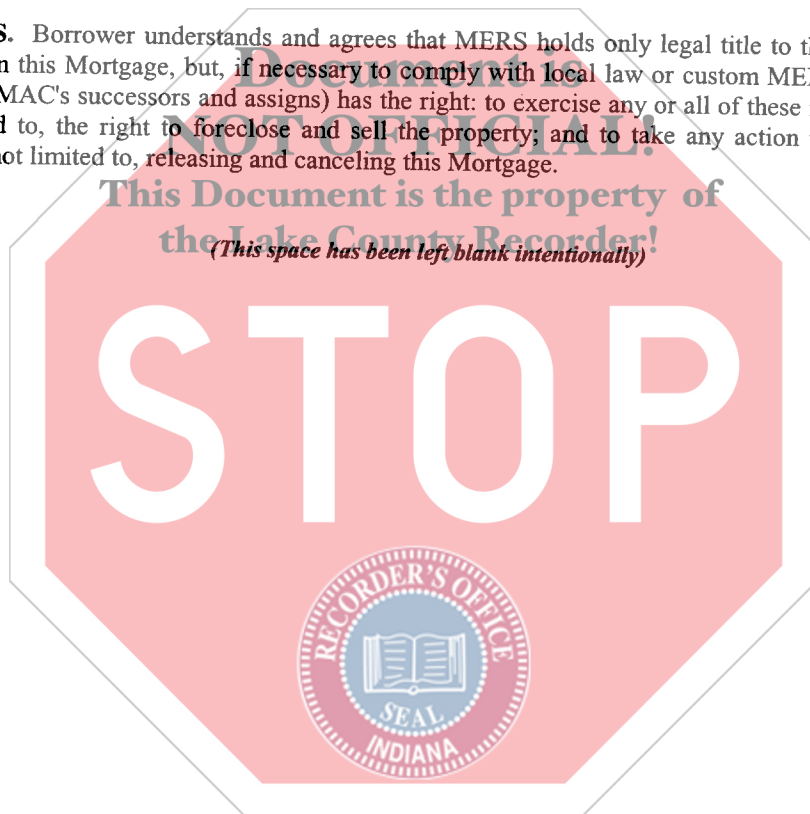 S. Borrower understands and agrees that MERS holds only legal title to th
n this Mortgage, but, if necessary to comply with local law or custom MER
MAC's successors and assigns) has the right: to exercise any or all of these
d to, the right to foreclose and sell the property; and to take any action
not limited to, releasing and canceling this Mortgage.
Document is
NOT OFFICIAL!
This Document is the property of
the Lake County Recorder!
(This space has been left blank intentionally)
STOP
RECORDER'S OFFICE
SEAL
INDIANA